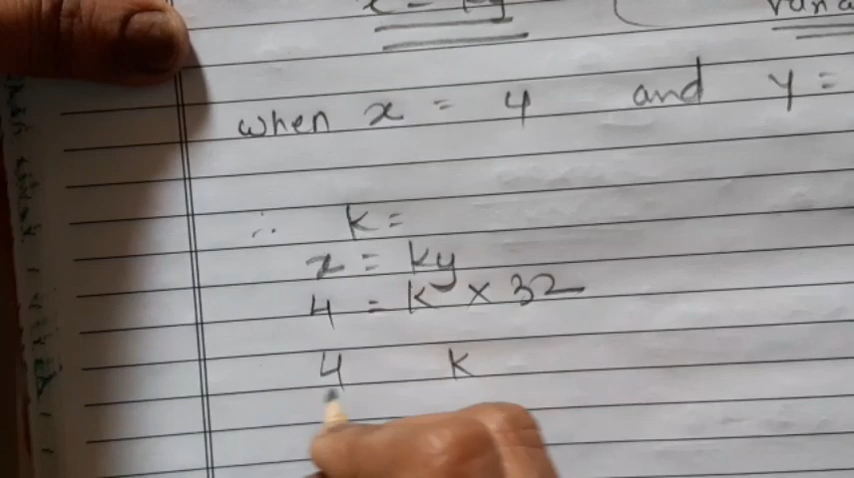 when x = 4 and y =
∴ k =
x = ky
4 = k × 32
4 k